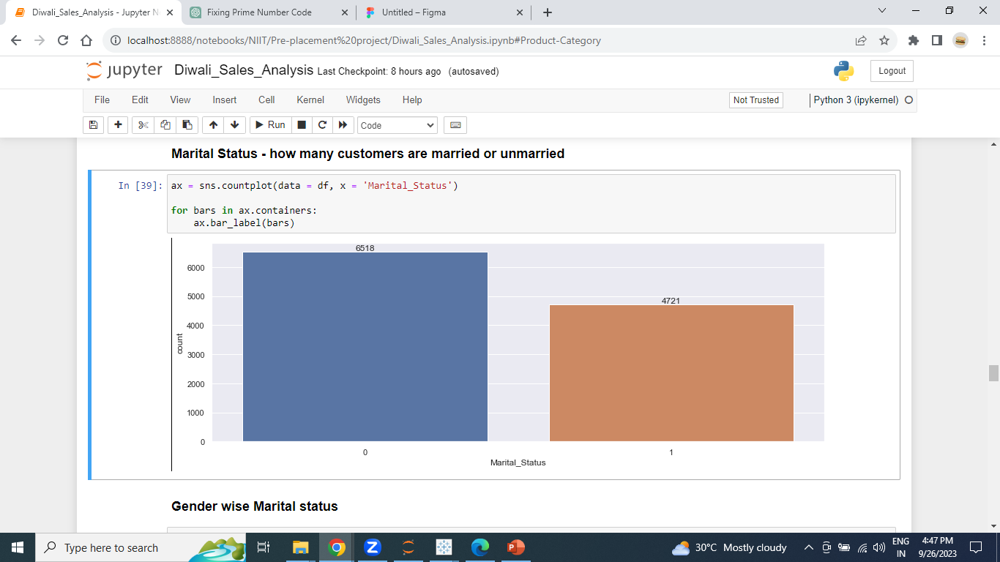 Diwali_Sales_Analysis - Jupyter N
Fixing Prime Number Code
Untitled – Figma
localhost:8888/notebooks/NIIT/Pre-placement%20project/Diwali_Sales_Analysis.ipynb#Product-Category
jupyter Diwali_Sales_Analysis Last Checkpoint: 8 hours ago (autosaved)
Logout
File Edit View Insert Cell Kernel Widgets Help
Not Trusted
Python 3 (ipykernel)
Run
Code
Marital Status - how many customers are married or unmarried
In [39]: ax = sns.countplot(data = df, x = 'Marital_Status')
for bars in ax.containers:
ax.bar_label(bars)
6518
4721
6000
5000
4000
3000
2000
1000
0
count
0 1
Marital_Status
Gender wise Marital status
Type here to search
30°C Mostly cloudy
ENG
IN
4:47 PM
9/26/2023